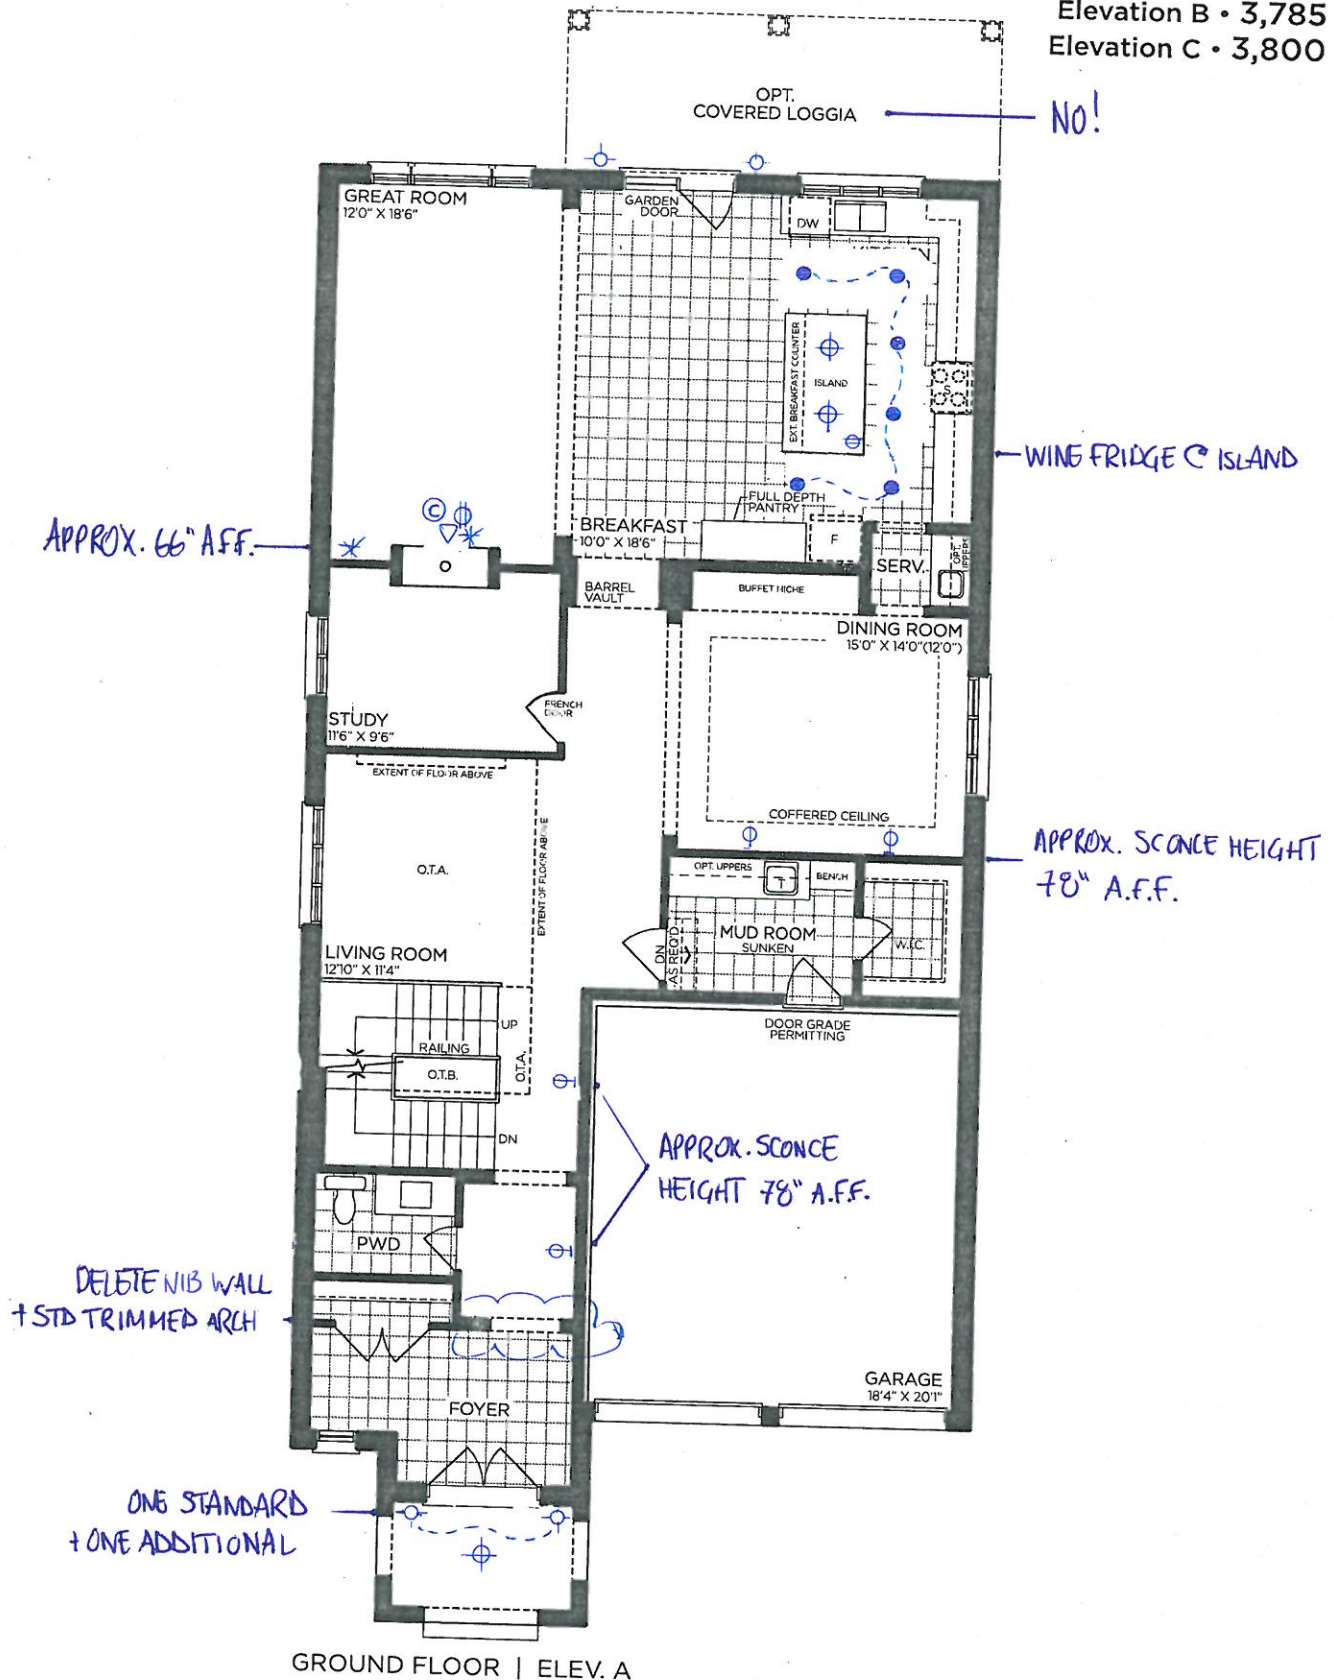 Elevation B • 3,785
Elevation C • 3,800
OPT.
COVERED LOGGIA
NO!
GREAT ROOM
12'0" X 18'6"
GARDEN
DOOR
DW
EXT. BREAKFAST COUNTER
ISLAND
S
WINE FRIDGE @ ISLAND
FULL DEPTH
PANTRY
C
APPROX. 66" A.F.F.
BREAKFAST
10'0" X 18'6"
F
SERV.
OPT.
UPPERS
BARREL
VAULT
BUFFET NICHE
DINING ROOM
15'0" X 14'0"(12'0")
FRENCH
DOOR
STUDY
11'6" X 9'6"
EXTENT OF FLOOR ABOVE
EXTENT OF FLOOR ABOVE
COFFERED CEILING
APPROX. SCONCE HEIGHT
78" A.F.F.
O.T.A.
OPT. UPPERS
T
BENCH
MUD ROOM
SUNKEN
W.I.C.
DN
AS REQ'D
LIVING ROOM
12'10" X 11'4"
UP
RAILING
O.T.B.
O.T.A.
DN
DOOR GRADE
PERMITTING
APPROX. SCONCE
HEIGHT 78" A.F.F.
PWD
DELETE NIB WALL
+ STD TRIMMED ARCH
GARAGE
18'4" X 20'1"
FOYER
ONE STANDARD
+ ONE ADDITIONAL
GROUND FLOOR | ELEV. A